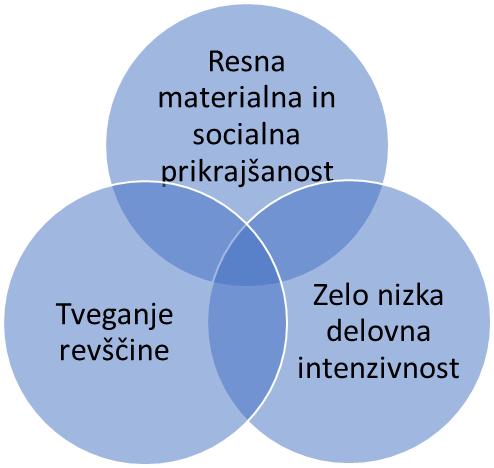 Resna
materialna in
socialna
prikrajšanost
Tveganje
revščine
Zelo nizka
delovna
intenzivnost